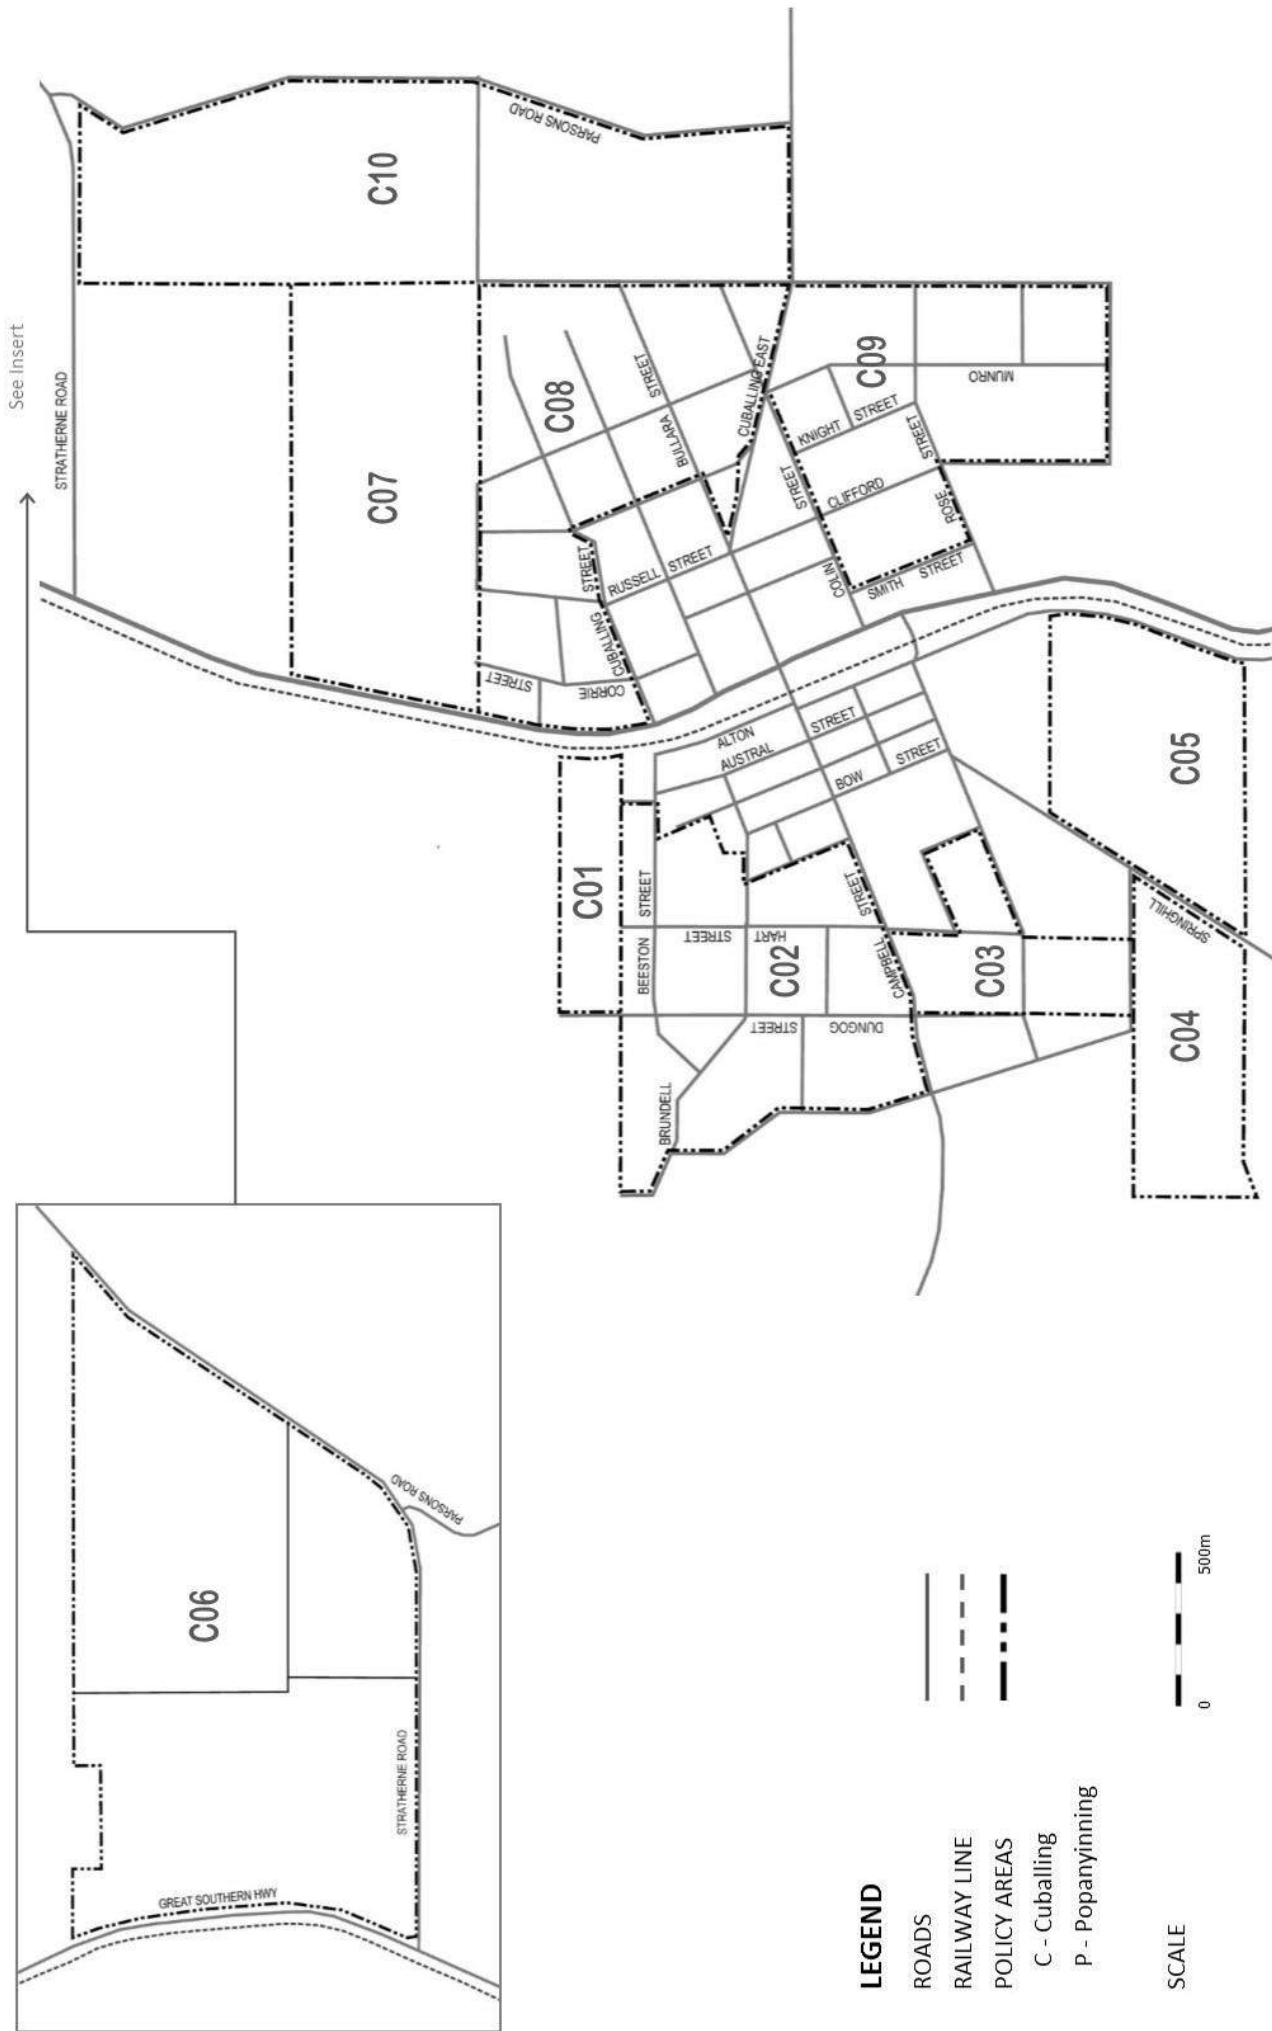 See Insert
STRATHERNE ROAD
PARSONS ROAD
C10
C07
C08
STREET
BULLARA
CUBALLING EAST
C09
MUNRO
KNIGHT
STREET
STREET
CLIFFORD
STREET
ROSE
COLIN
SMITH
STREET
RUSSELL
STREET
STREET
CUBALLING
STREET
CORRIE
ALTON
AUSTRAL
STREET
BOW
STREET
C01
BEESTON
STREET
STREET
HART
C02
STREET
CAMPBELL
C03
STREET
DUNGOG
BRUNDELL
C05
SPRINGHILL
C04
C06
PARSONS ROAD
STRATHERNE ROAD
GREAT SOUTHERN HWY
LEGEND
ROADS
RAILWAY LINE
POLICY AREAS
C - Cuballing
P - Popanyinning
SCALE
0
500m